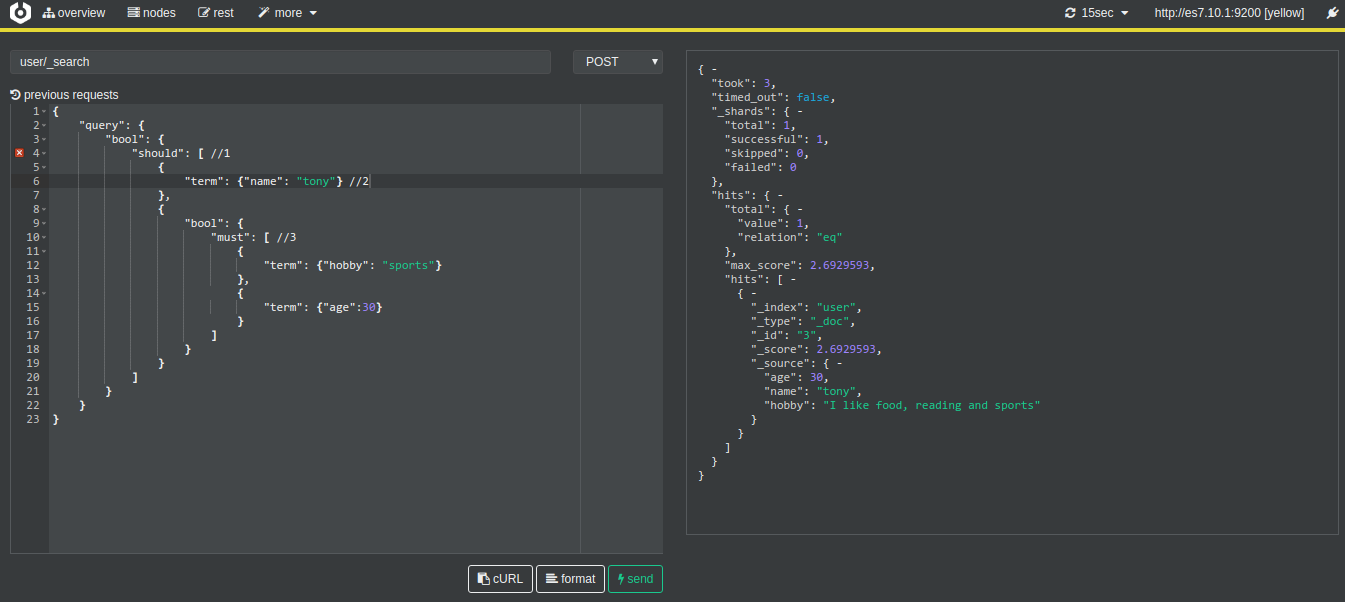 overview nodes rest more 15sec http://es7.10.1:9200 [yellow]
user/_search POST
previous requests
1 {
2 "query": {
3 "bool": {
4 "should": [ //1
5 {
6 "term": {"name": "tony"} //2
7 },
8 {
9 "bool": {
10 "must": [ //3
11 {
12 "term": {"hobby": "sports"}
13 },
14 {
15 "term": {"age":30}
16 }
17 ]
18 }
19 }
20 ]
21 }
22 }
23 }
cURL format send
{ -
"took": 3,
"timed_out": false,
"_shards": { -
"total": 1,
"successful": 1,
"skipped": 0,
"failed": 0
},
"hits": { -
"total": { -
"value": 1,
"relation": "eq"
},
"max_score": 2.6929593,
"hits": [ -
{ -
"_index": "user",
"_type": "_doc",
"_id": "3",
"_score": 2.6929593,
"_source": { -
"age": 30,
"name": "tony",
"hobby": "I like food, reading and sports"
}
}
]
}
}